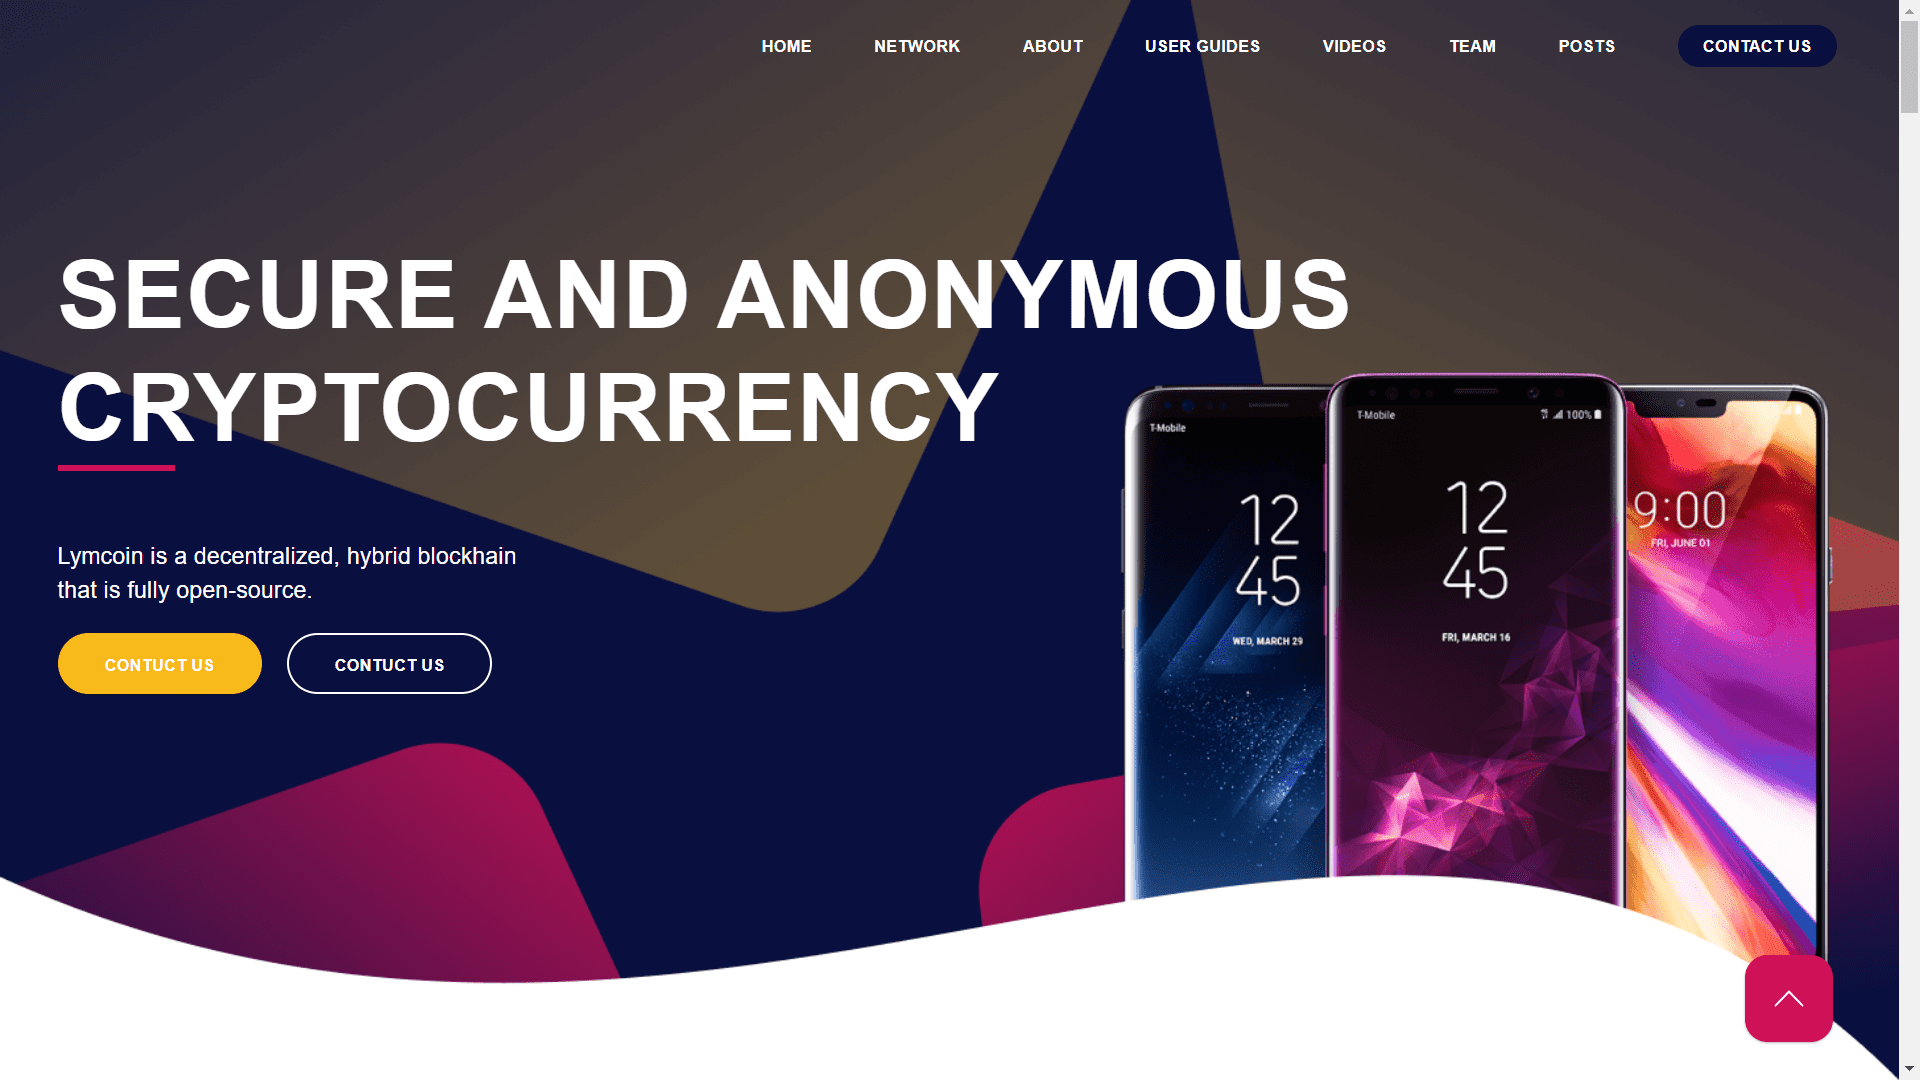 HOME NETWORK ABOUT USER GUIDES VIDEOS TEAM POSTS CONTACT US
SECURE AND ANONYMOUS
CRYPTOCURRENCY
Lymcoin is a decentralized, hybrid blockhain
that is fully open-source.
CONTUCT US CONTUCT US
T-Mobile
12
45
WED, MARCH 29
T-Mobile 100%
12
45
FRI, MARCH 16
9:00
FRI, JUNE 01